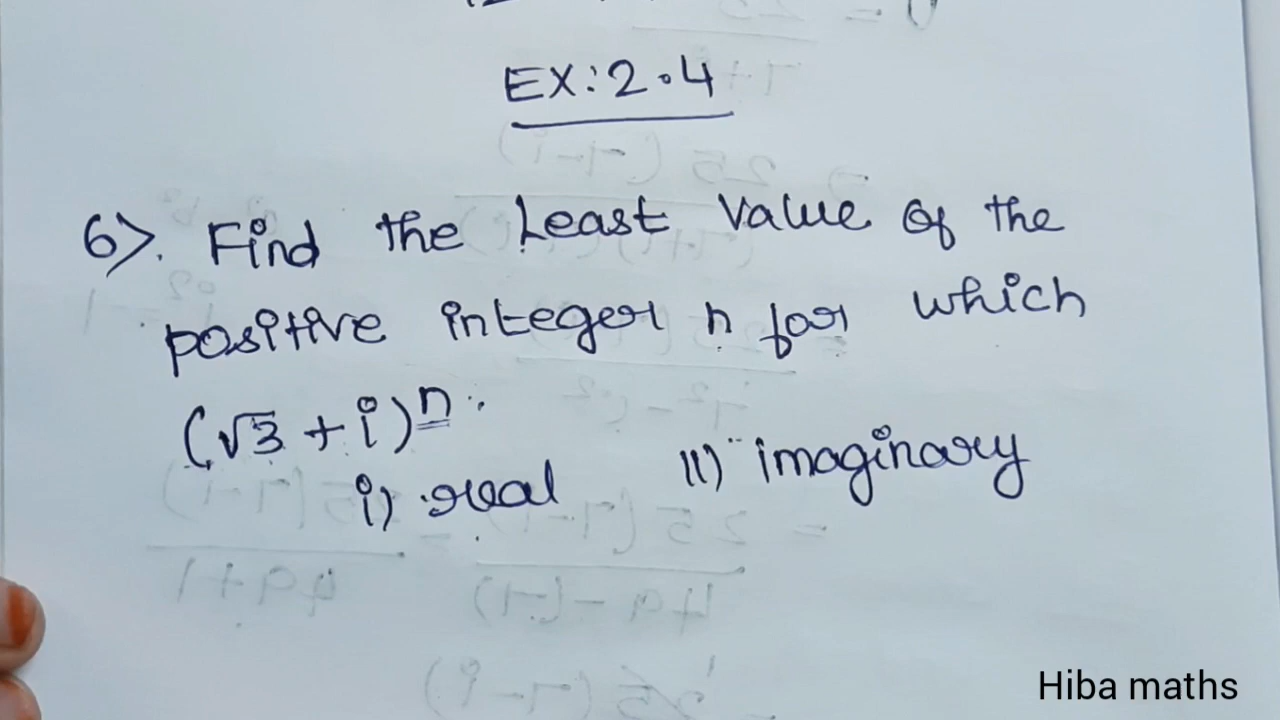 EX: 2.4
6). Find the Least Value of the
positive integer n for which
(√3 + i)ⁿ.
i) real II) imaginary
Hiba maths